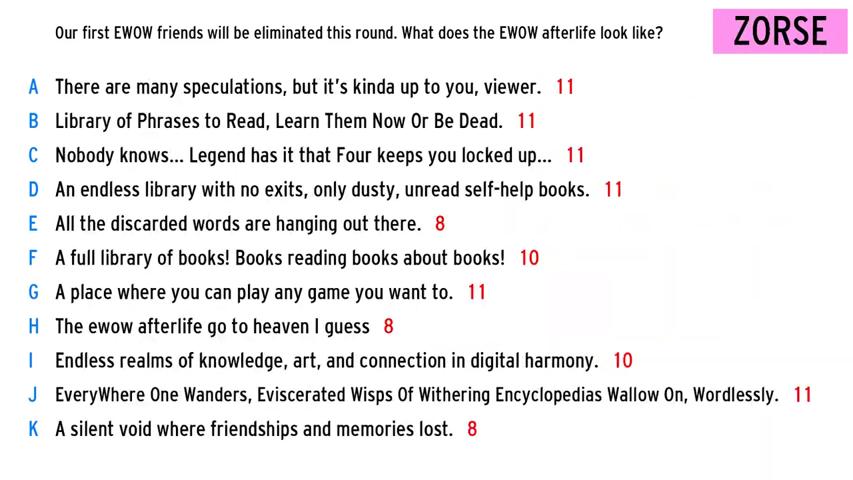 Our first EWOW friends will be eliminated this round. What does the EWOW afterlife look like?
ZORSE
A There are many speculations, but it's kinda up to you, viewer. 11
B Library of Phrases to Read, Learn Them Now Or Be Dead. 11
C Nobody knows... Legend has it that Four keeps you locked up... 11
D An endless library with no exits, only dusty, unread self-help books. 11
E All the discarded words are hanging out there. 8
F A full library of books! Books reading books about books! 10
G A place where you can play any game you want to. 11
H The ewow afterlife go to heaven I guess 8
I Endless realms of knowledge, art, and connection in digital harmony. 10
J EveryWhere One Wanders, Eviscerated Wisps Of Withering Encyclopedias Wallow On, Wordlessly. 11
K A silent void where friendships and memories lost. 8